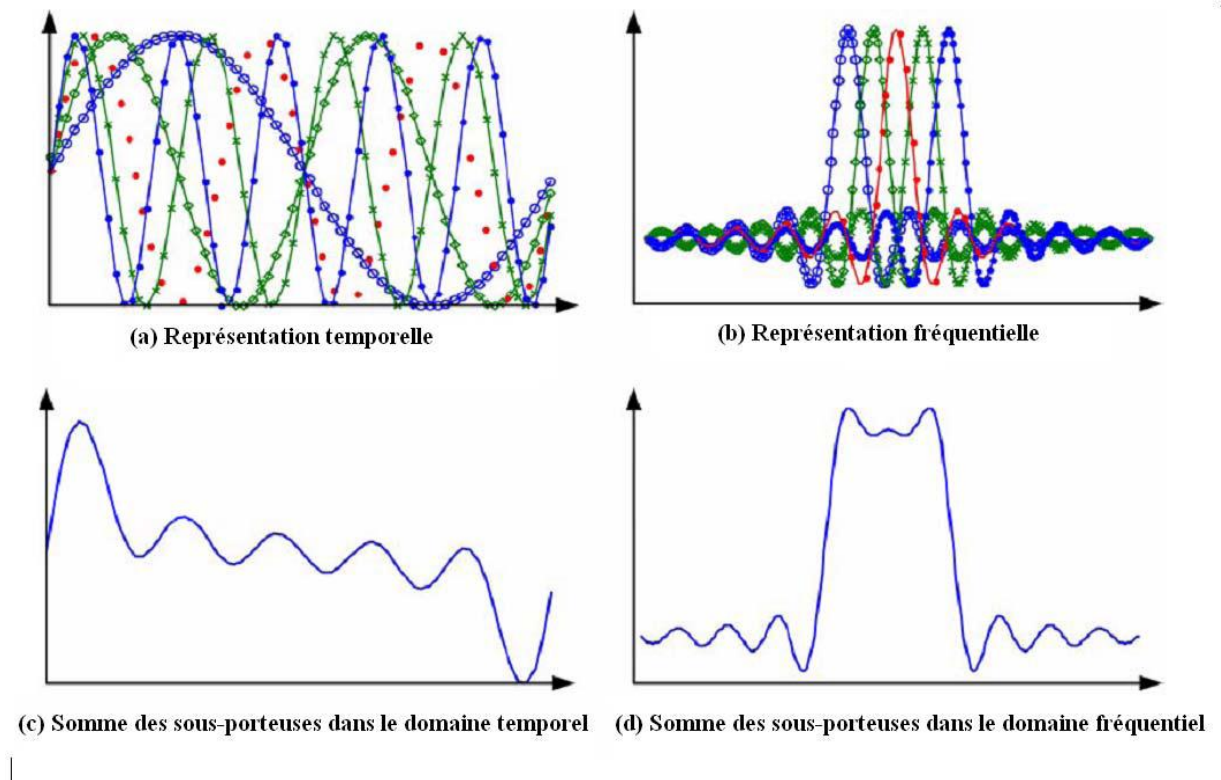 (a) Représentation temporelle
(b) Représentation fréquentielle
(c) Somme des sous-porteuses dans le domaine temporel
(d) Somme des sous-porteuses dans le domaine fréquentiel